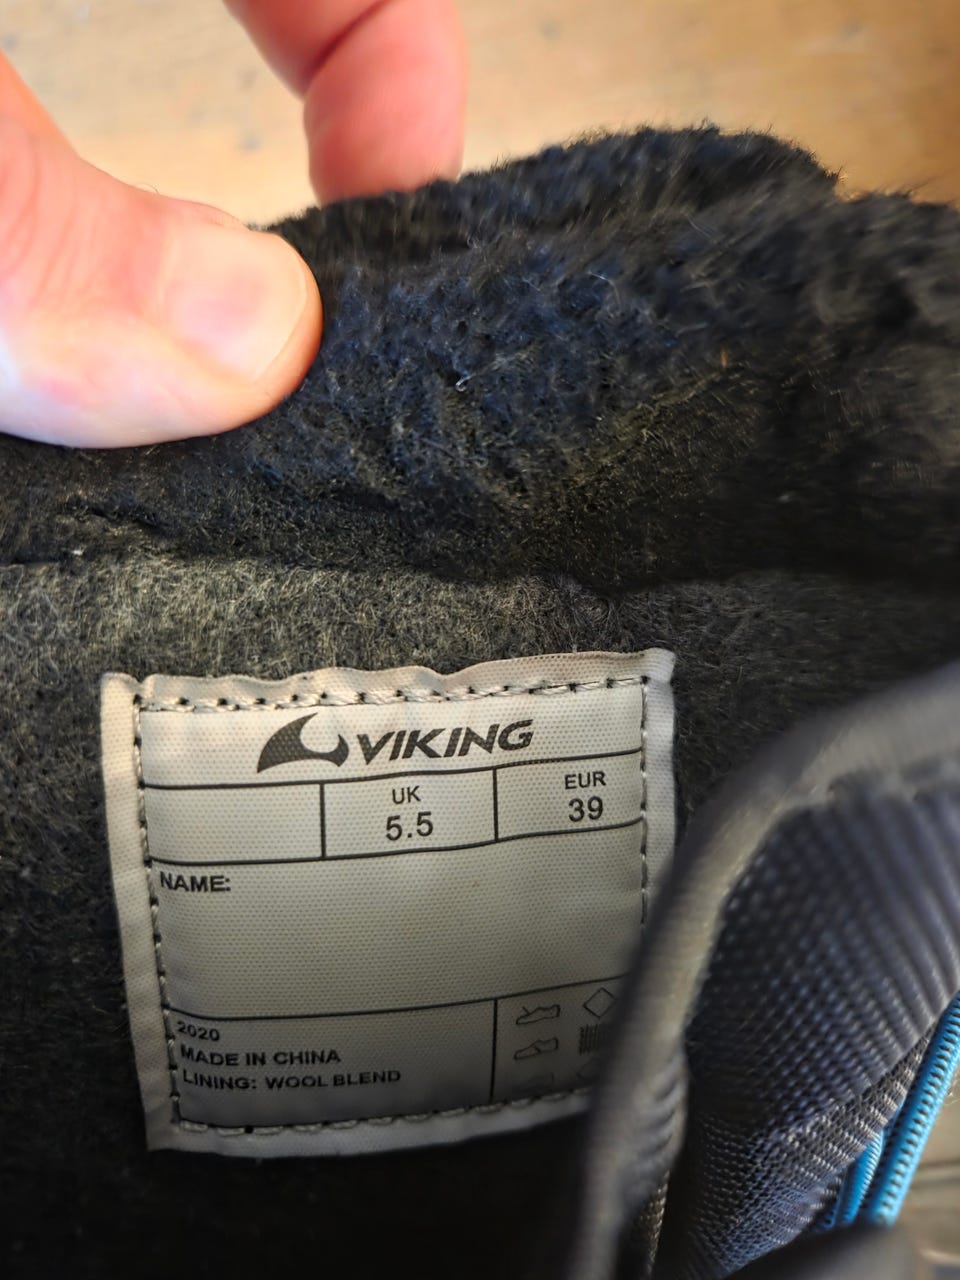 VIKING
UK EUR
5.5 39
NAME:
2020
MADE IN CHINA
LINING: WOOL BLEND